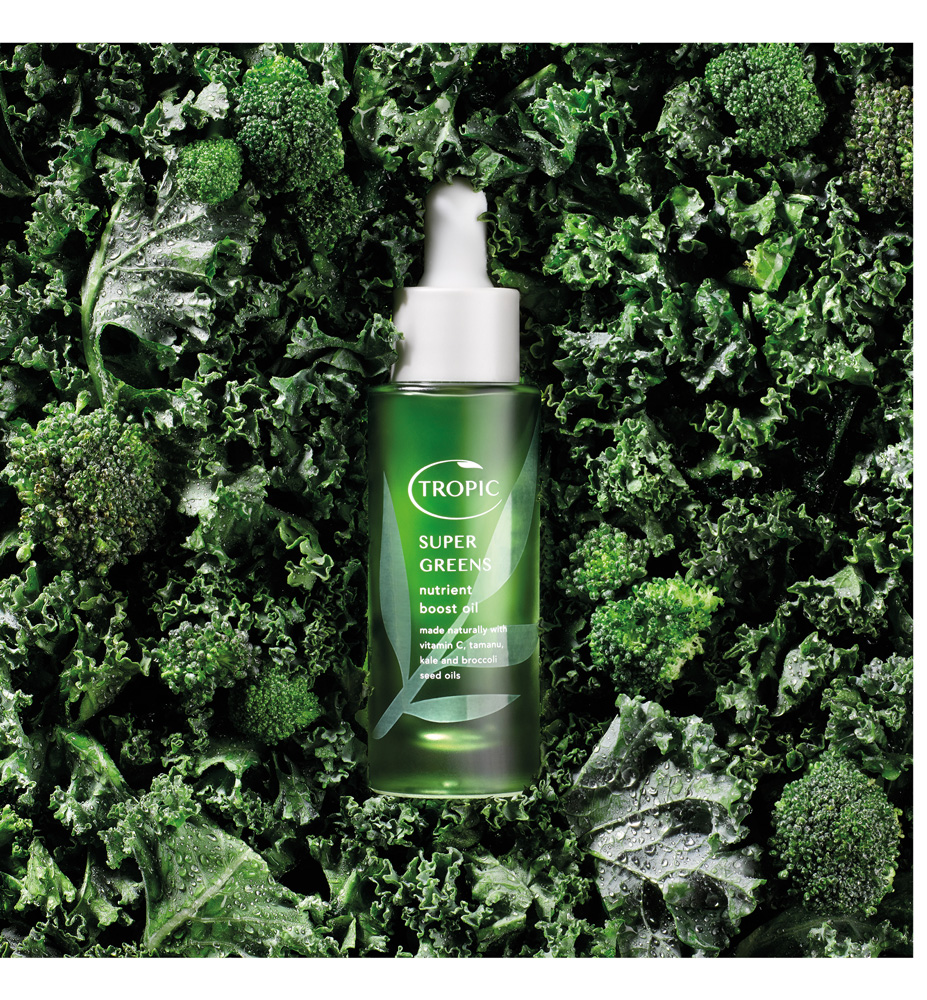 TROPIC
SUPER
GREENS
nutrient
boost oil
made naturally with
vitamin C, tamanu,
kale and broccoli
seed oils